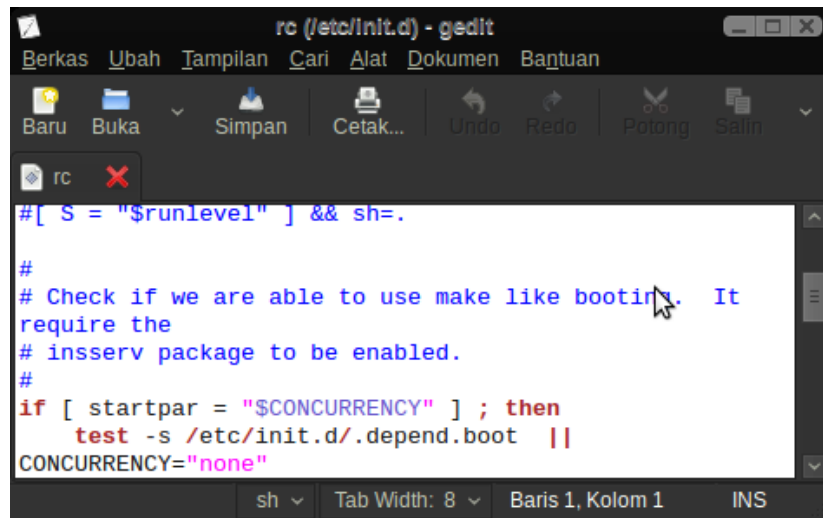 rc (/etc/init.d) - gedit
Berkas Ubah Tampilan Cari Alat Dokumen Bantuan
Baru Buka Simpan Cetak... Undo Redo Potong Salin
rc
#[ S = "$runlevel" ] && sh=.
#
# Check if we are able to use make like booting.  It
require the
# insserv package to be enabled.
#
if [ startpar = "$CONCURRENCY" ] ; then
    test -s /etc/init.d/.depend.boot  ||
CONCURRENCY="none"
sh Tab Width: 8 Baris 1, Kolom 1 INS